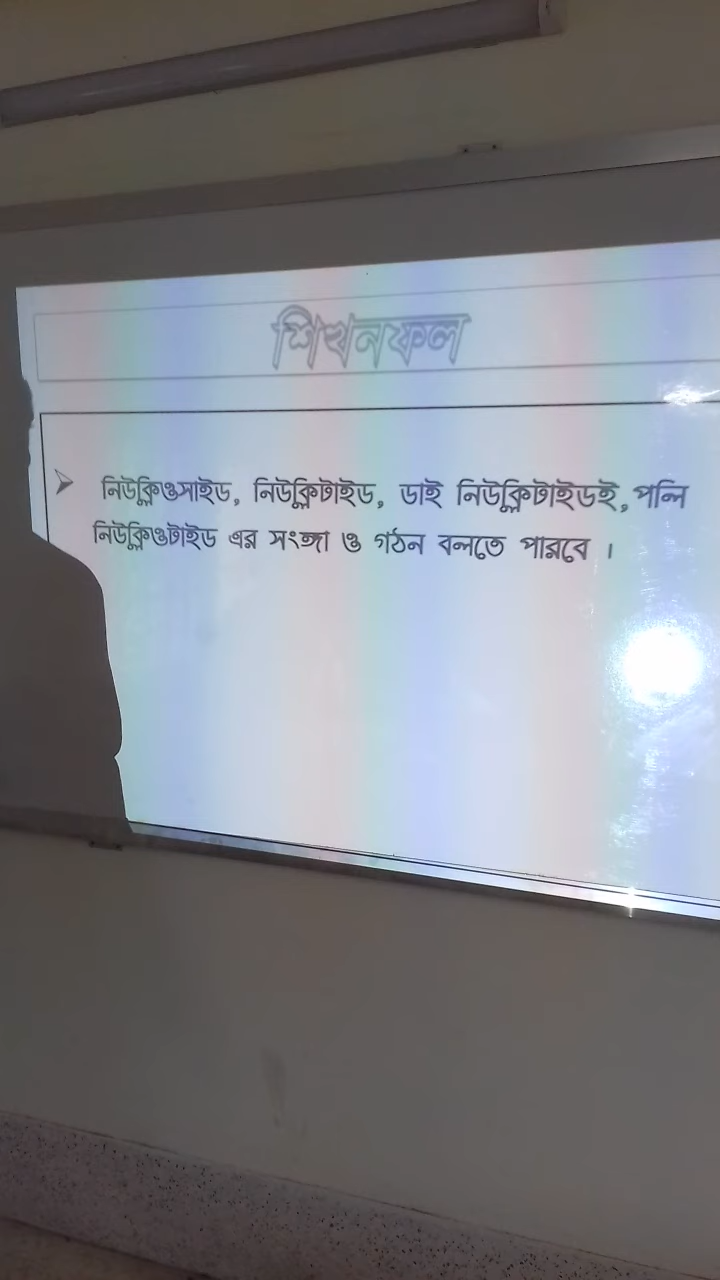 শিখনফল
➢ নিউক্লিওসাইড, নিউক্লিটাইড, ডাই নিউক্লিটাইডই, পলি
নিউক্লিওটাইড এর সংঙ্গা ও গঠন বলতে পারবে ।